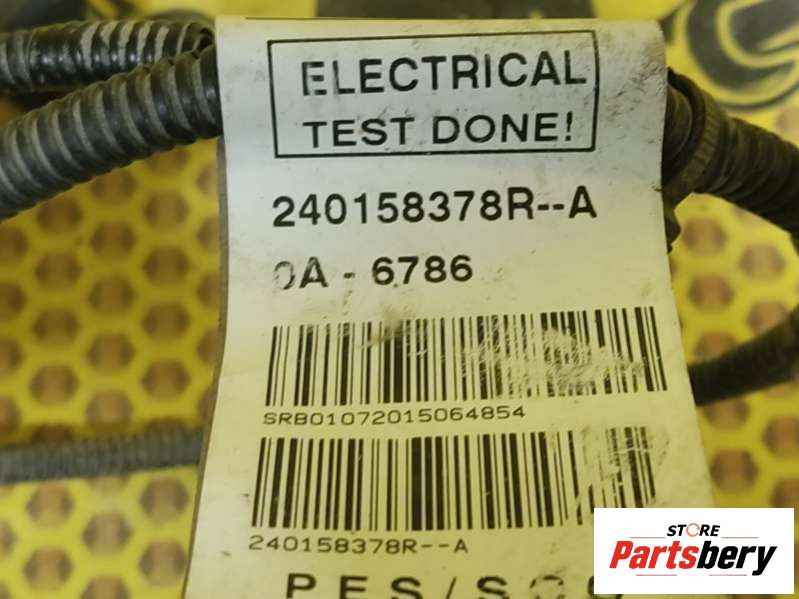 ELECTRICAL
TEST DONE!
240158378R--A
0A - 6786
SRB01072015064854
240158378R--A
STORE
Partsbery